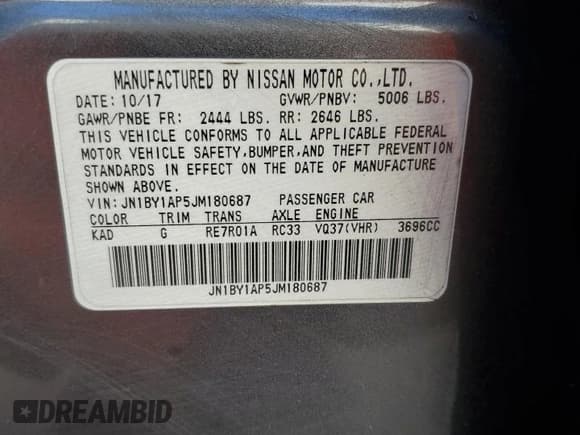 MANUFACTURED BY NISSAN MOTOR CO.,LTD.
DATE: 10/17 GVWR/PNBV: 5006 LBS.
GAWR/PNBE FR: 2444 LBS. RR: 2646 LBS.
THIS VEHICLE CONFORMS TO ALL APPLICABLE FEDERAL
MOTOR VEHICLE SAFETY,BUMPER,AND THEFT PREVENTION
STANDARDS IN EFFECT ON THE DATE OF MANUFACTURE
SHOWN ABOVE.
VIN: JN1BY1AP5JM180687 PASSENGER CAR
COLOR TRIM TRANS AXLE ENGINE
KAD G RE7R01A RC33 VQ37(VHR) 3696CC
JN1BY1AP5JM180687
DREAMBID